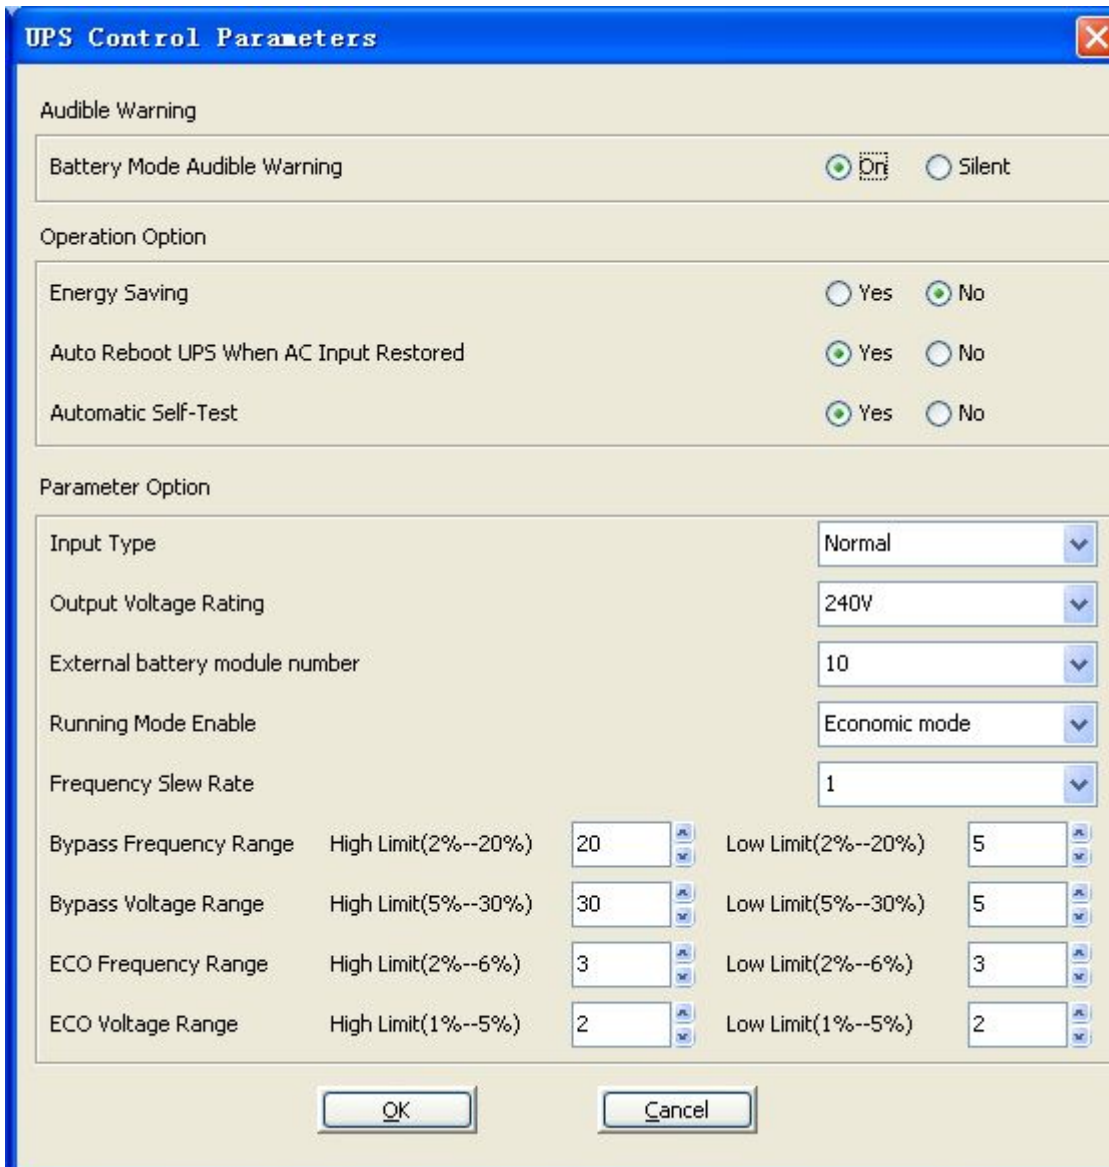 UPS Control Parameters
Audible Warning
Battery Mode Audible Warning On Silent
Operation Option
Energy Saving Yes No
Auto Reboot UPS When AC Input Restored Yes No
Automatic Self-Test Yes No
Parameter Option
Input Type Normal
Output Voltage Rating 240V
External battery module number 10
Running Mode Enable Economic mode
Frequency Slew Rate 1
Bypass Frequency Range High Limit(2%--20%) 20 Low Limit(2%--20%) 5
Bypass Voltage Range High Limit(5%--30%) 30 Low Limit(5%--30%) 5
ECO Frequency Range High Limit(2%--6%) 3 Low Limit(2%--6%) 3
ECO Voltage Range High Limit(1%--5%) 2 Low Limit(1%--5%) 2
OK Cancel